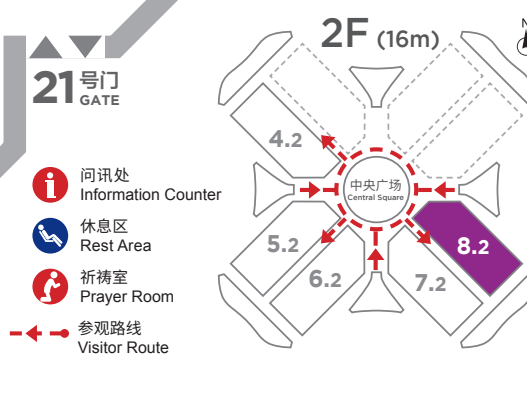 2F (16m)
N
21 号门
GATE
4.2
问讯处
Information Counter
中央广场
Central Square
休息区
Rest Area
5.2
8.2
6.2
7.2
祈祷室
Prayer Room
参观路线
Visitor Route